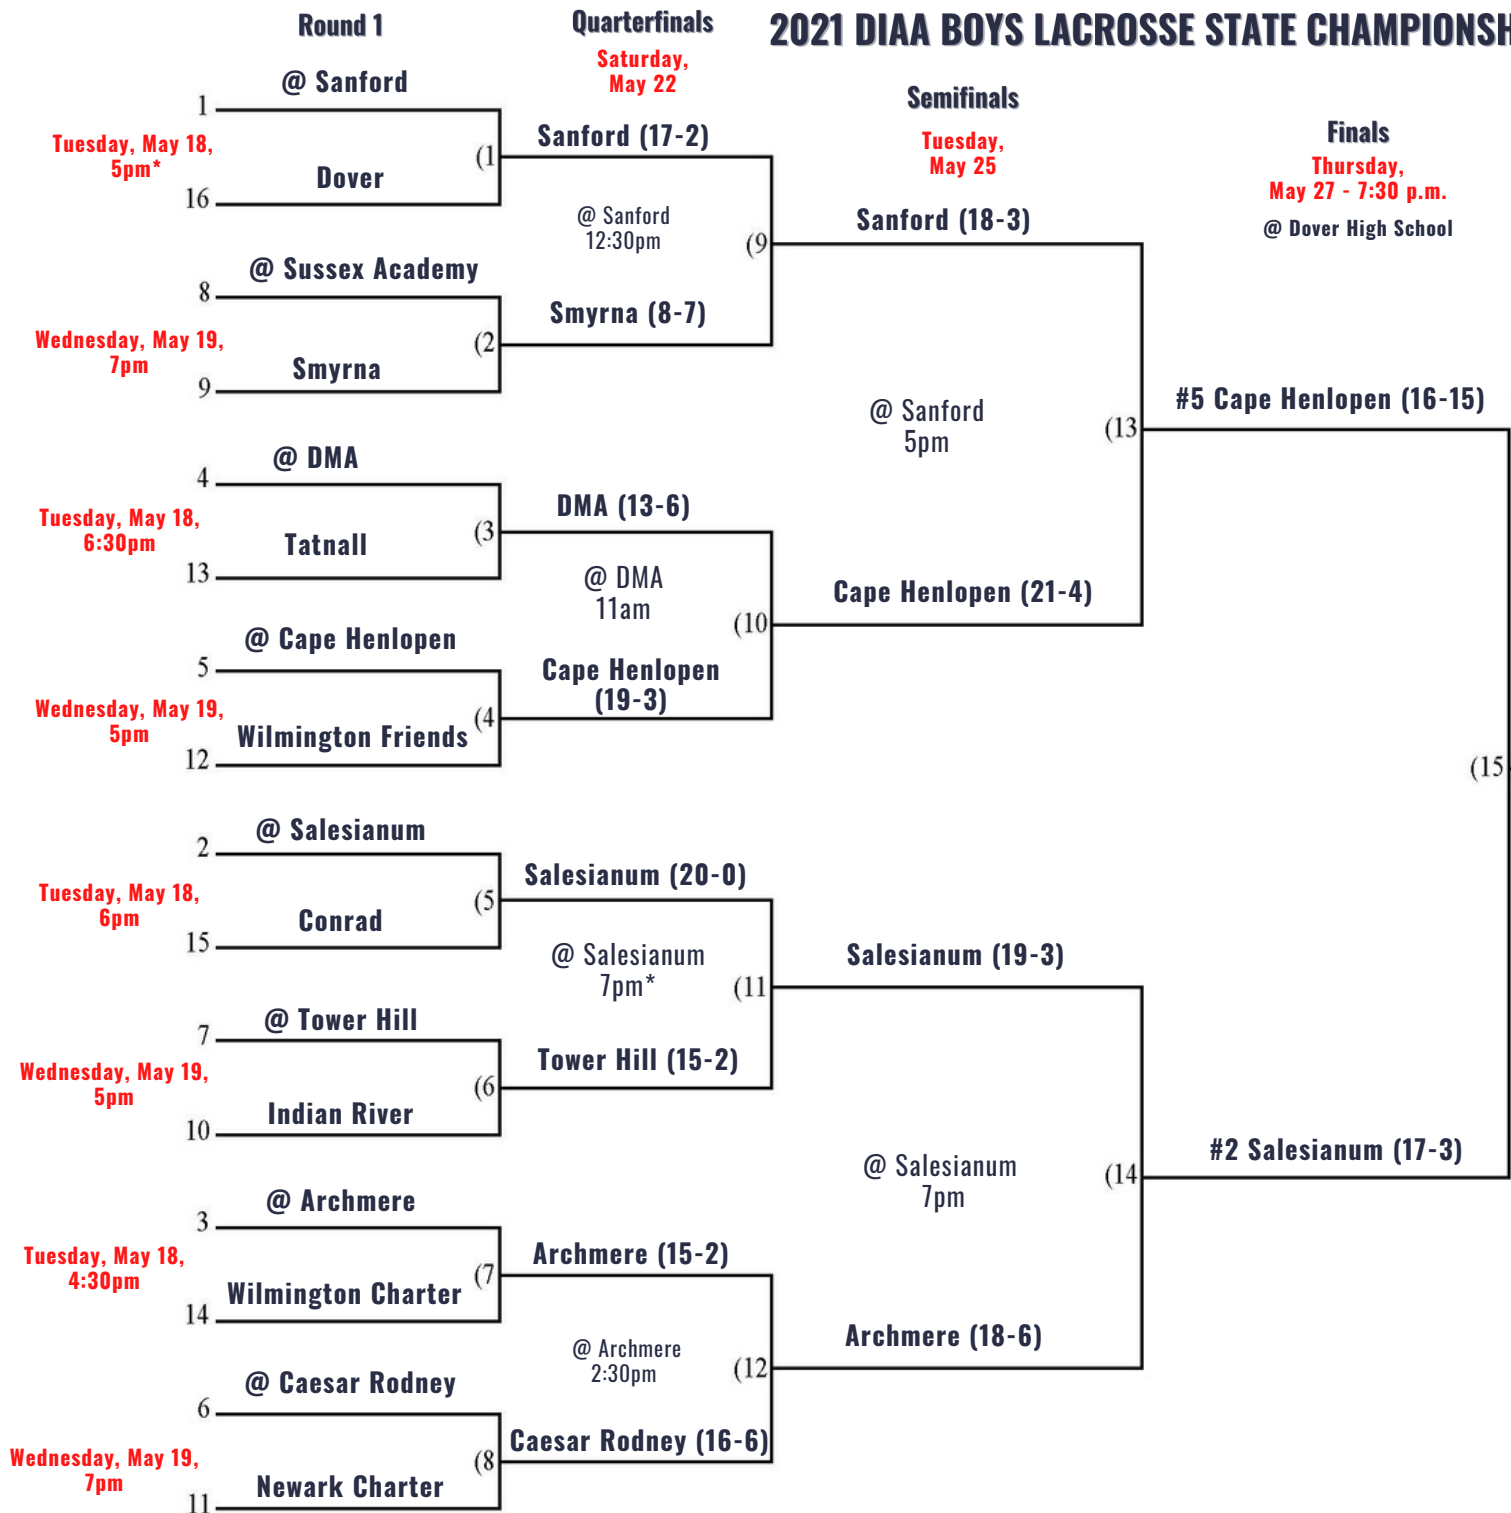 Round 1
Quarterfinals
2021 DIAA BOYS LACROSSE STATE CHAMPIONSH
Saturday,
May 22
Semifinals
Tuesday,
May 25
Finals
Thursday,
May 27 - 7:30 p.m.
@ Dover High School
@ Sanford
1
Tuesday, May 18,
5pm*
Dover
16
(1
Sanford (17-2)
@ Sanford
12:30pm
(9
Sanford (18-3)
@ Sussex Academy
8
Wednesday, May 19,
7pm
Smyrna
9
(2
Smyrna (8-7)
@ Sanford
5pm
(13
#5 Cape Henlopen (16-15)
@ DMA
4
Tuesday, May 18,
6:30pm
Tatnall
13
(3
DMA (13-6)
@ DMA
11am
(10
Cape Henlopen (21-4)
@ Cape Henlopen
5
Wednesday, May 19,
5pm
Wilmington Friends
12
(4
Cape Henlopen
(19-3)
(15
@ Salesianum
2
Tuesday, May 18,
6pm
Conrad
15
(5
Salesianum (20-0)
@ Salesianum
7pm*
(11
Salesianum (19-3)
@ Tower Hill
7
Wednesday, May 19,
5pm
Indian River
10
(6
Tower Hill (15-2)
@ Salesianum
7pm
(14
#2 Salesianum (17-3)
@ Archmere
3
Tuesday, May 18,
4:30pm
Wilmington Charter
14
(7
Archmere (15-2)
@ Archmere
2:30pm
(12
Archmere (18-6)
@ Caesar Rodney
6
Wednesday, May 19,
7pm
Newark Charter
11
(8
Caesar Rodney (16-6)